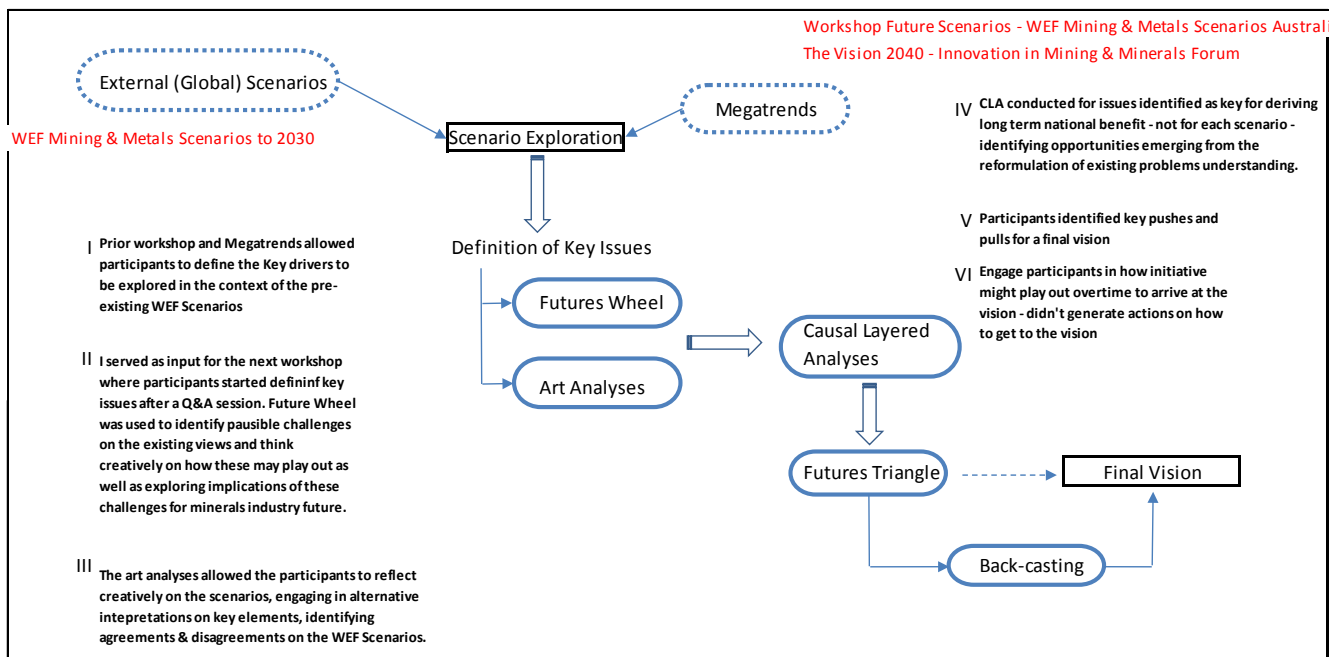 Workshop Future Scenarios - WEF Mining & Metals Scenarios Australi
The Vision 2040 - Innovation in Mining & Minerals Forum
External (Global) Scenarios
Megatrends
WEF Mining & Metals Scenarios to 2030
Scenario Exploration
Definition of Key Issues
Futures Wheel
Art Analyses
Causal Layered
Analyses
Futures Triangle
Final Vision
Back-casting
I Prior workshop and Megatrends allowed
participants to define the Key drivers to
be explored in the context of the pre-
existing WEF Scenarios
II I served as input for the next workshop
where participants started defininf key
issues after a Q&A session. Future Wheel
was used to identify pausible challenges
on the existing views and think
creatively on how these may play out as
well as exploring implications of these
challenges for minerals industry future.
III The art analyses allowed the participants to reflect
creatively on the scenarios, engaging in alternative
intepretations on key elements, identifying
agreements & disagreements on the WEF Scenarios.
IV CLA conducted for issues identified as key for deriving
long term national benefit - not for each scenario -
identifying opportunities emerging from the
reformulation of existing problems understanding.
V Participants identified key pushes and
pulls for a final vision
VI Engage participants in how initiative
might play out overtime to arrive at the
vision - didn't generate actions on how
to get to the vision